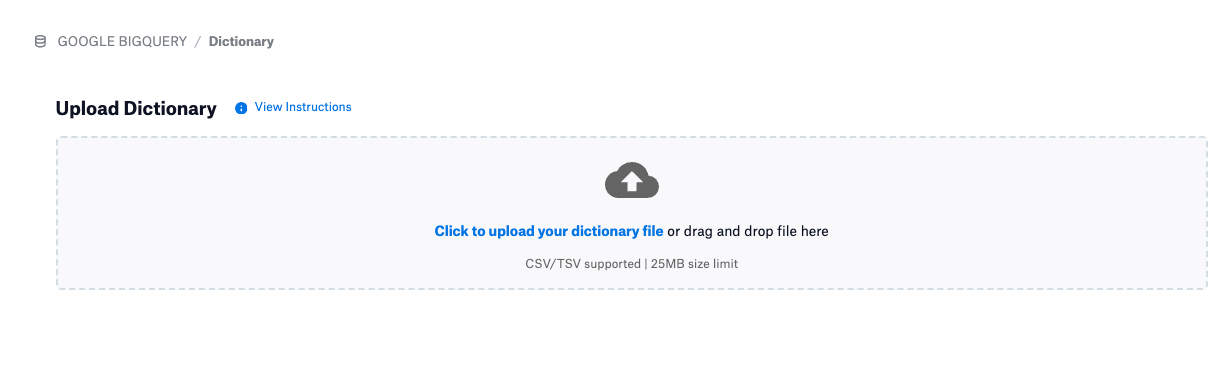 GOOGLE BIGQUERY / Dictionary
Upload Dictionary View Instructions
Click to upload your dictionary file or drag and drop file here
CSV/TSV supported | 25MB size limit